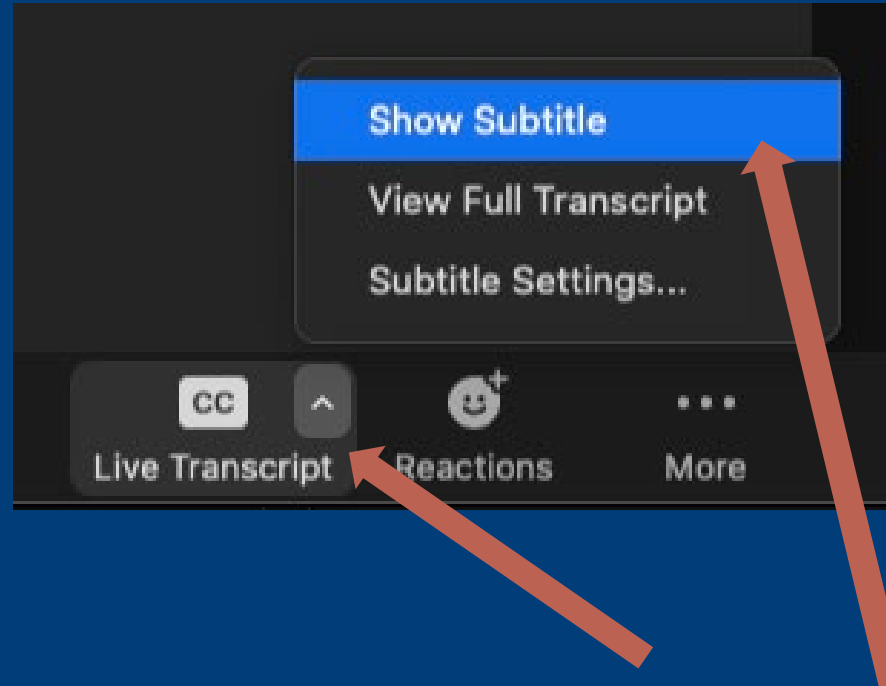 Show Subtitle
View Full Transcript
Subtitle Settings...
CC
Live Transcript
Reactions
More